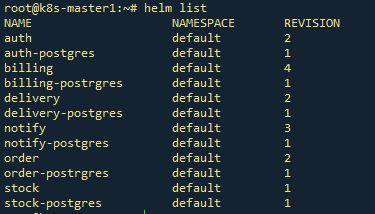 root@k8s-master1:~# helm list
NAME NAMESPACE REVISION
auth default 2
auth-postgres default 1
billing default 4
billing-postrgres default 1
delivery default 2
delivery-postgres default 1
notify default 3
notify-postgres default 1
order default 2
order-postrgres default 1
stock default 1
stock-postgres default 1